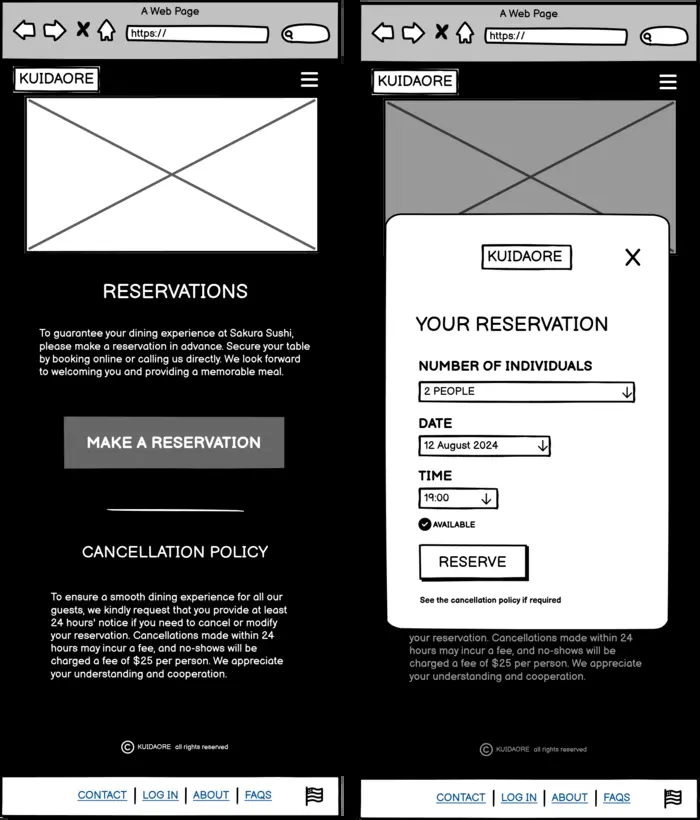 A Web Page
https://
KUIDAORE
RESERVATIONS
To guarantee your dining experience at Sakura Sushi,
please make a reservation in advance. Secure your table
by booking online or calling us directly. We look forward
to welcoming you and providing a memorable meal.
MAKE A RESERVATION
CANCELLATION POLICY
To ensure a smooth dining experience for all our
guests, we kindly request that you provide at least
24 hours' notice if you need to cancel or modify
your reservation. Cancellations made within 24
hours may incur a fee, and no-shows will be
charged a fee of $25 per person. We appreciate
your understanding and cooperation.
© KUIDAORE all rights reserved
CONTACT | LOG IN | ABOUT | FAQS
A Web Page
https://
KUIDAORE
KUIDAORE X
YOUR RESERVATION
NUMBER OF INDIVIDUALS
2 PEOPLE
DATE
12 August 2024
TIME
19:00
AVAILABLE
RESERVE
See the cancellation policy if required
your reservation. Cancellations made within 24
hours may incur a fee, and no-shows will be
charged a fee of $25 per person. We appreciate
your understanding and cooperation.
© KUIDAORE all rights reserved
CONTACT | LOG IN | ABOUT | FAQS